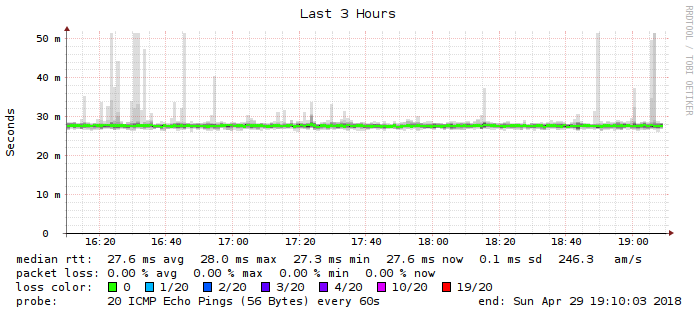 Last 3 Hours
RRDTOOL / TOBI OETIKER
Seconds
50 m
40 m
30 m
20 m
10 m
0
16:20 16:40 17:00 17:20 17:40 18:00 18:20 18:40 19:00
median rtt: 27.6 ms avg 28.0 ms max 27.3 ms min 27.6 ms now 0.1 ms sd 246.3 am/s
packet loss: 0.00 % avg 0.00 % max 0.00 % min 0.00 % now
loss color: 0 1/20 2/20 3/20 4/20 10/20 19/20
probe: 20 ICMP Echo Pings (56 Bytes) every 60s end: Sun Apr 29 19:10:03 2018